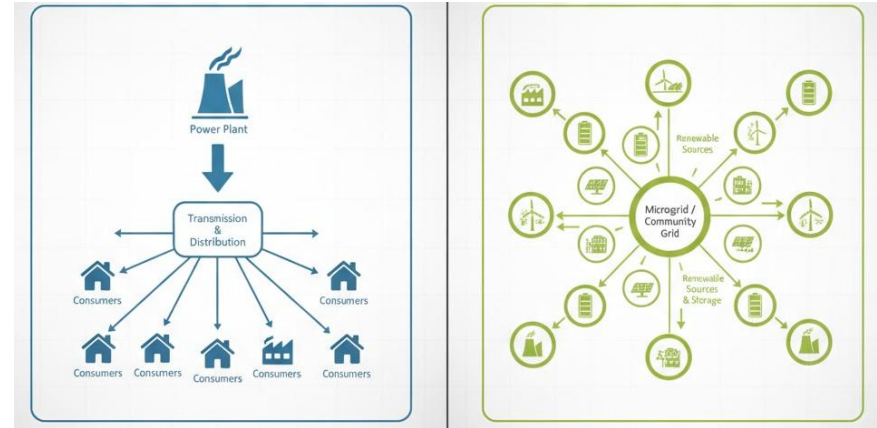 Power Plant
Transmission
&
Distribution
Consumers
Consumers
Consumers
Consumers
Consumers
Consumers
Consumers
Renewable
Sources
Microgrid /
Community
Grid
Renewable
Sources
& Storage